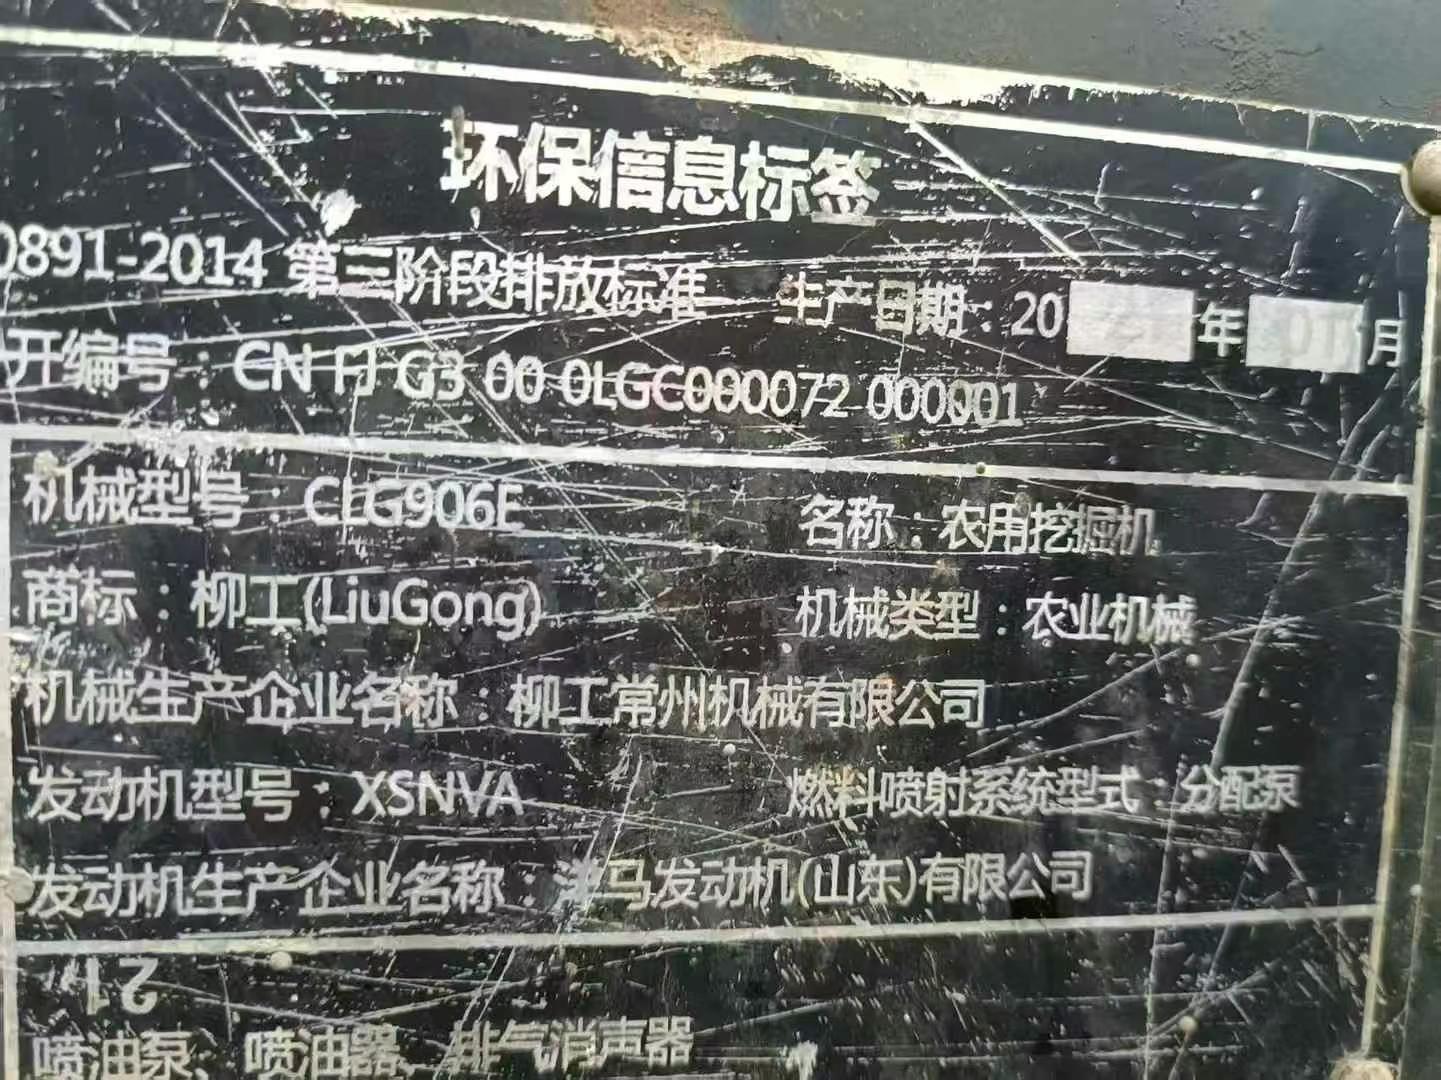 环保信息标签
0891-2014 第三阶段排放标准 生产日期：20 年 月
开编号：CN FJ G3 00 0LGC000072 000001
机械型号：CLG906E 名称：农用挖掘机
商标：柳工(LiuGong) 机械类型：农业机械
机械生产企业名称：柳工常州机械有限公司
发动机型号：XSNVA 燃料喷射系统型式：分配泵
发动机生产企业名称：洋马发动机(山东)有限公司
21
喷油泵、喷油器、排气消声器